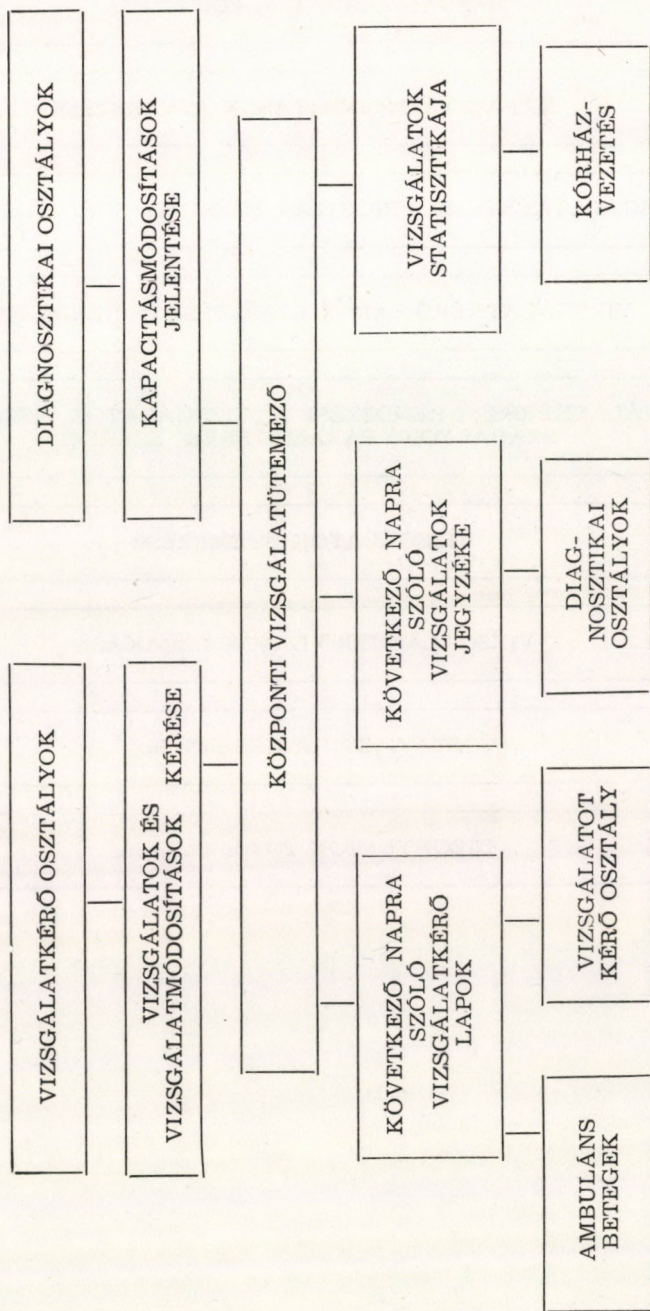 VIZSGÁLATKÉRŐ OSZTÁLYOK
DIAGNOSZTIKAI OSZTÁLYOK
VIZSGÁLATOK ÉS
VIZSGÁLATMÓDOSÍTÁSOK KÉRÉSE
KAPACITÁSMÓDOSÍTÁSOK
JELENTÉSE
KÖZPONTI VIZSGÁLATÜTEMEZŐ
KÖVETKEZŐ NAPRA
SZÓLÓ
VIZSGÁLATKÉRŐ
LAPOK
KÖVETKEZŐ NAPRA
SZÓLÓ
VIZSGÁLATOK
JEGYZÉKE
VIZSGÁLATOK
STATISZTIKÁJA
AMBULÁNS
BETEGEK
VIZSGÁLATOT
KÉRŐ OSZTÁLY
DIAG-
NOSZTIKAI
OSZTÁLYOK
KÓRHÁZ-
VEZETÉS